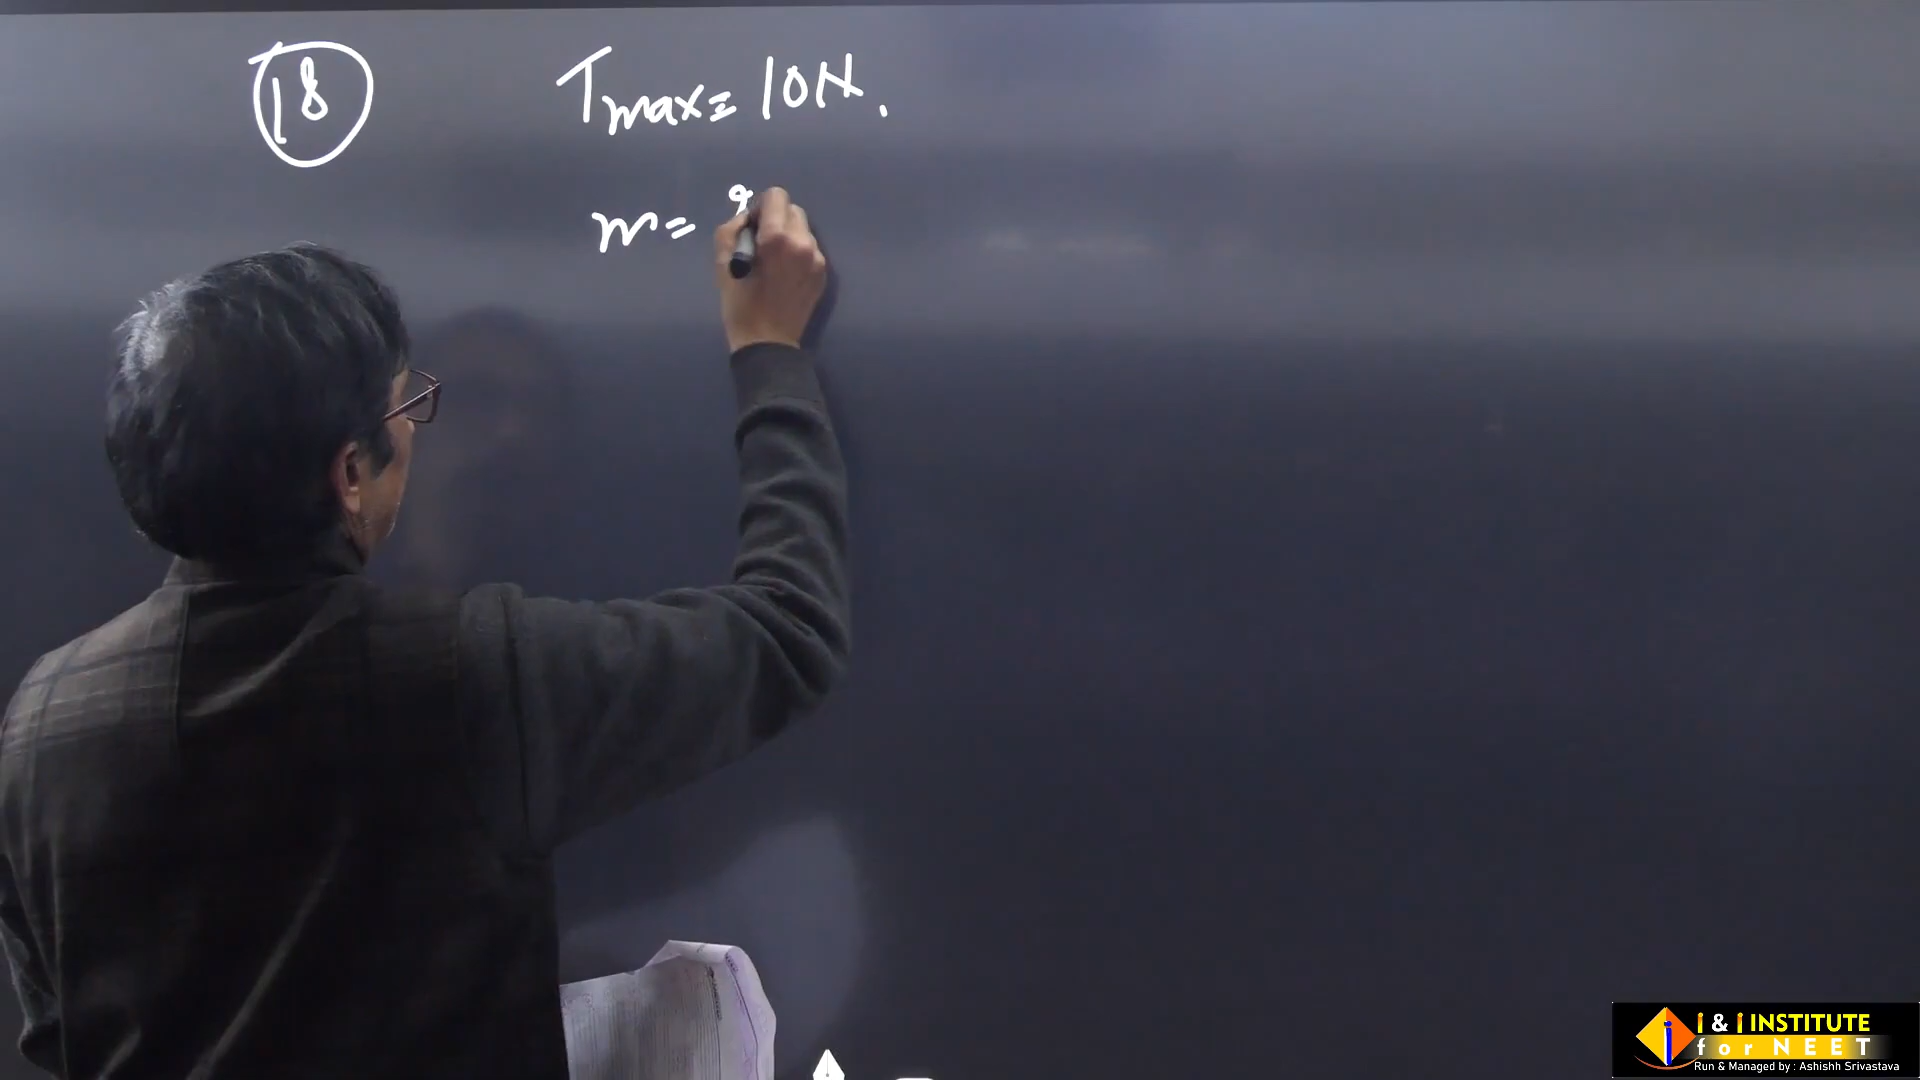 18
Tmax = 10N.
m =
i & i INSTITUTE
for NEET
Run & Managed by : Ashishh Srivastava